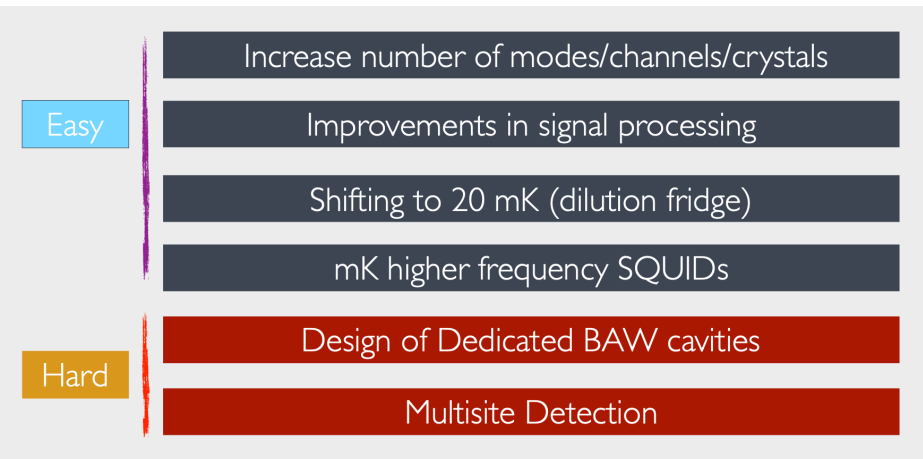 Increase number of modes/channels/crystals
Easy
Improvements in signal processing
Shifting to 20 mK (dilution fridge)
mK higher frequency SQUIDs
Design of Dedicated BAW cavities
Hard
Multisite Detection